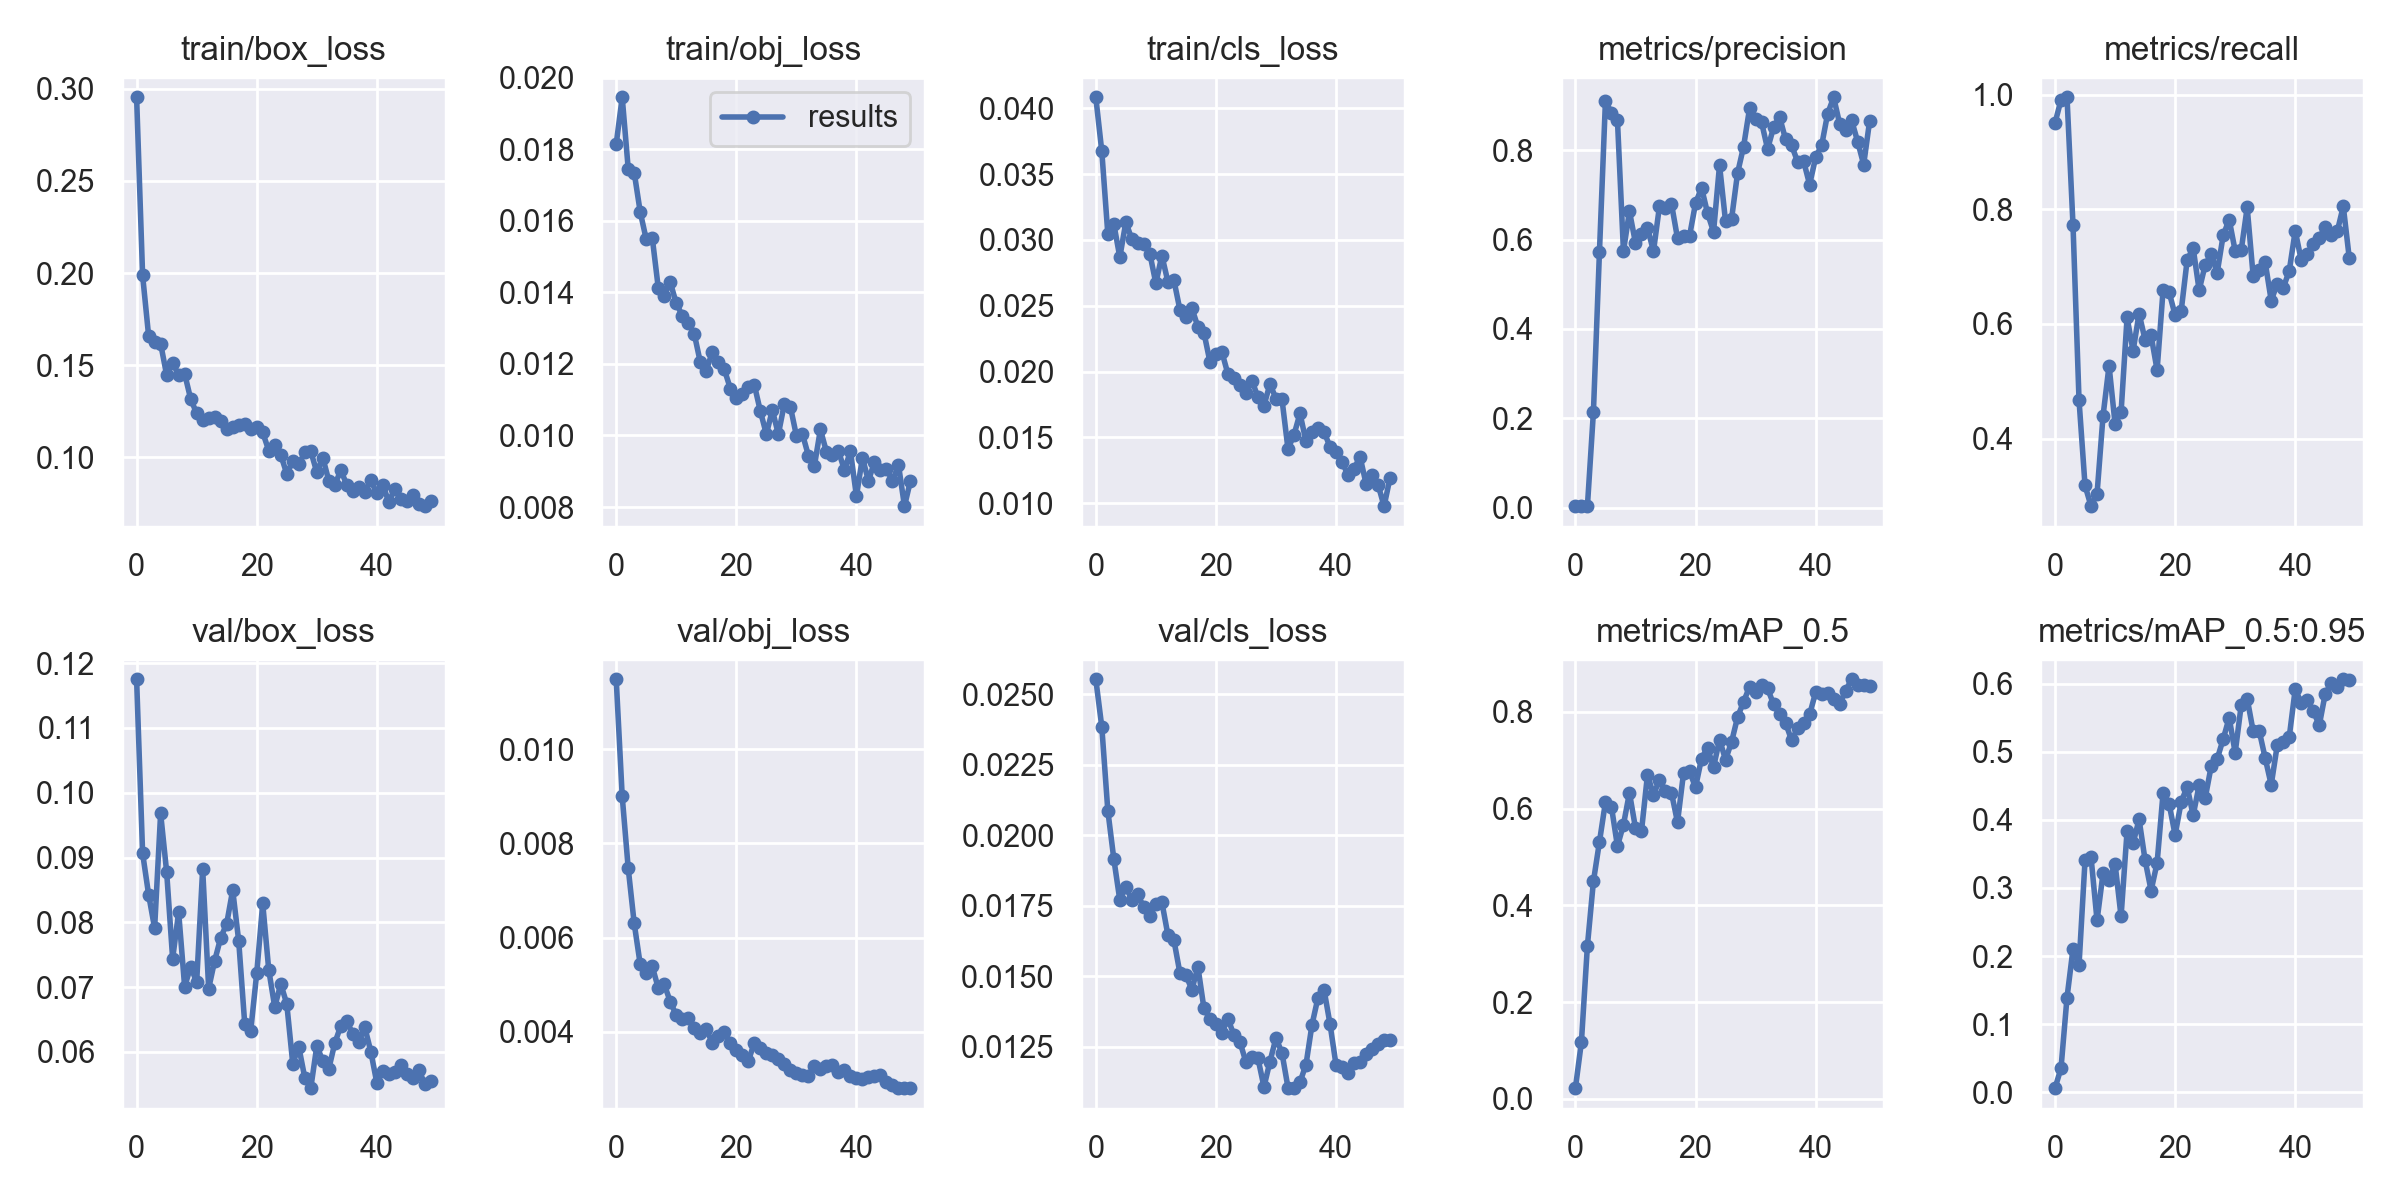 train/box_loss
0.30
0.25
0.20
0.15
0.10
0 20 40
train/obj_loss
results
0.020
0.018
0.016
0.014
0.012
0.010
0.008
0 20 40
train/cls_loss
0.040
0.035
0.030
0.025
0.020
0.015
0.010
0 20 40
metrics/precision
0.8
0.6
0.4
0.2
0.0
0 20 40
metrics/recall
1.0
0.8
0.6
0.4
0 20 40
val/box_loss
0.12
0.11
0.10
0.09
0.08
0.07
0.06
0 20 40
val/obj_loss
0.010
0.008
0.006
0.004
0 20 40
val/cls_loss
0.0250
0.0225
0.0200
0.0175
0.0150
0.0125
0 20 40
metrics/mAP_0.5
0.8
0.6
0.4
0.2
0.0
0 20 40
metrics/mAP_0.5:0.95
0.6
0.5
0.4
0.3
0.2
0.1
0.0
0 20 40